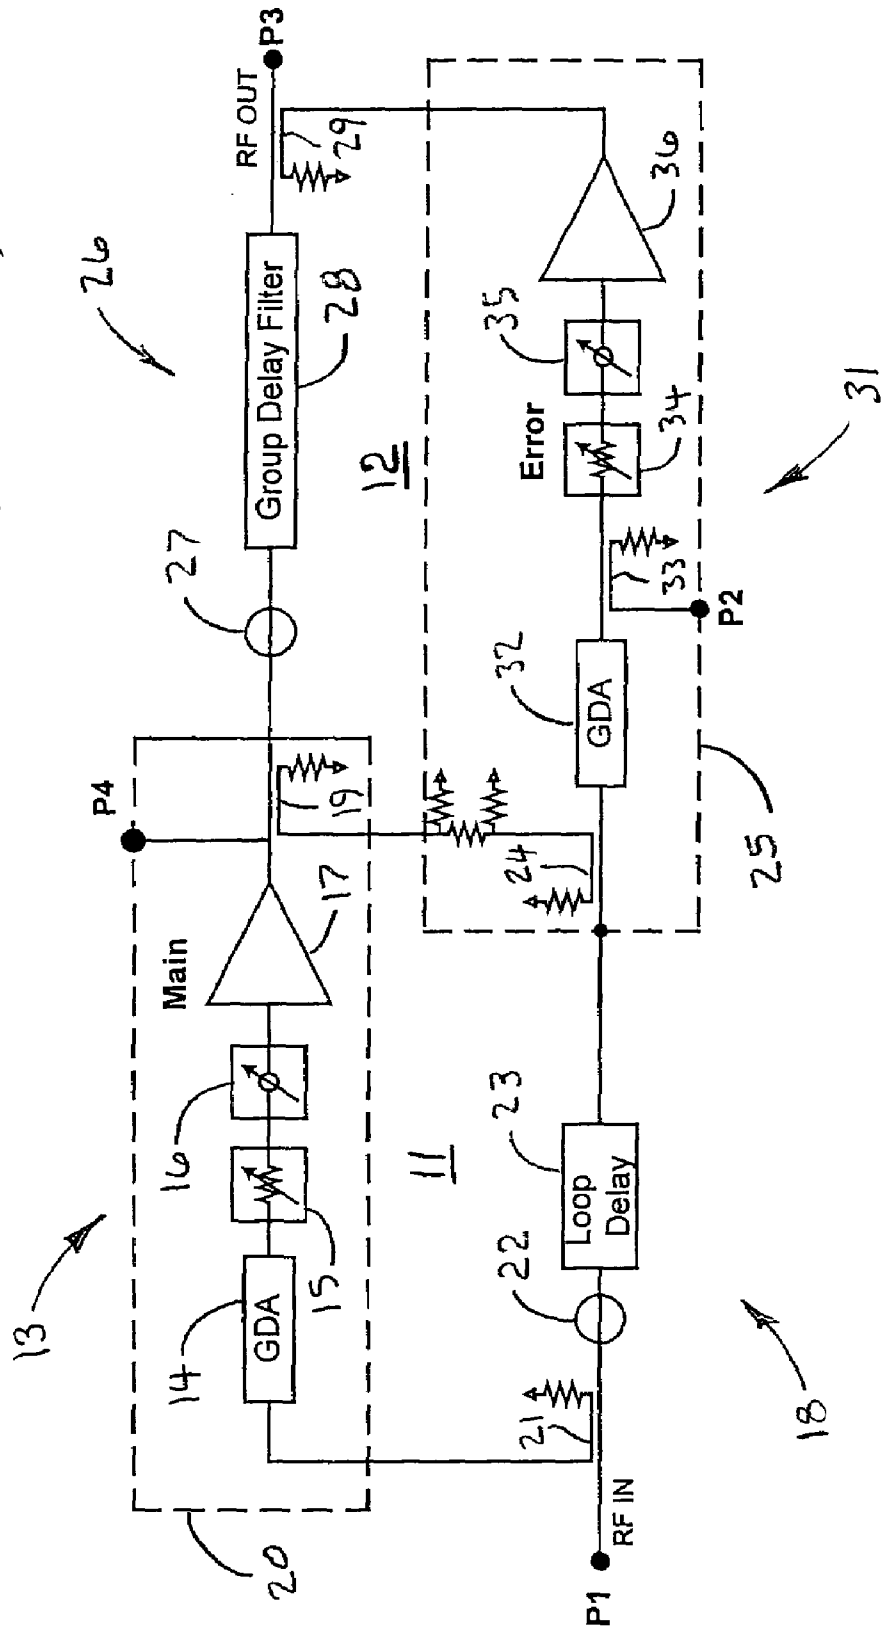 26
RF OUT
P3
29
27
Group Delay Filter
28
12
P4
13
Main
16
17
19
14
GDA
15
20
11
Error
35
36
34
31
32
GDA
33
P2
24
25
23
Loop
Delay
22
21
18
RF IN
P1